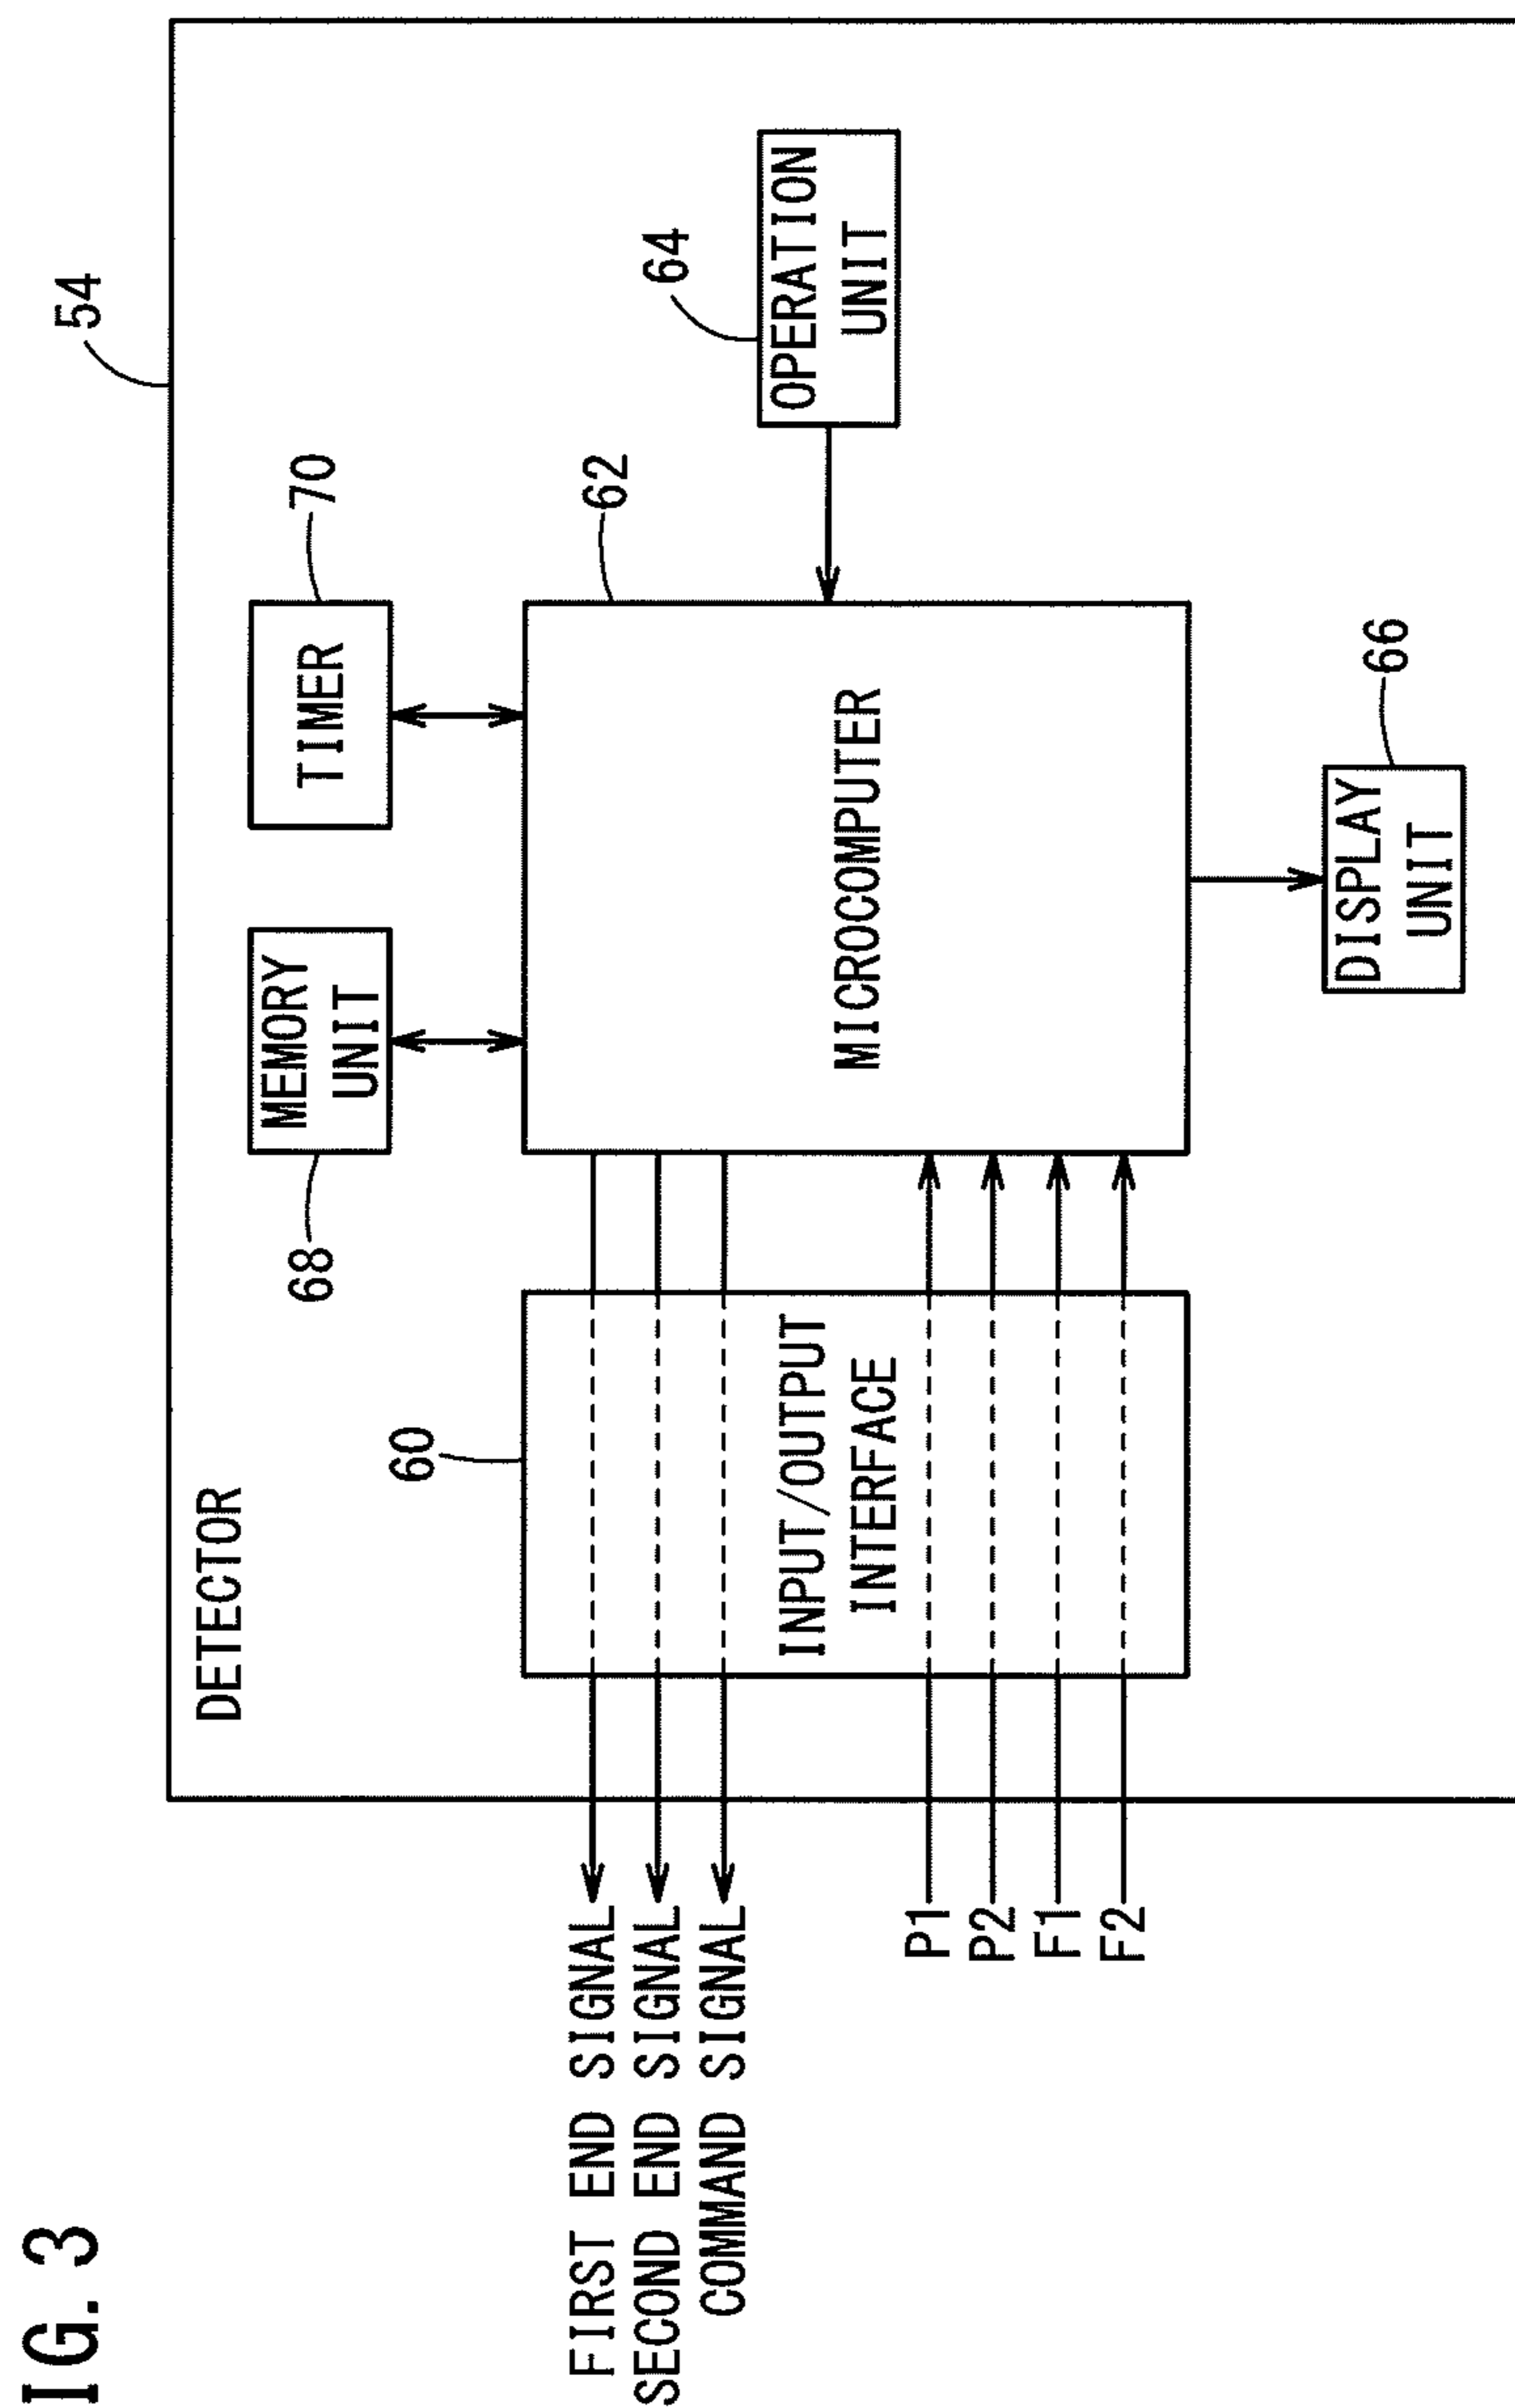 IG. 3
54
DETECTOR
70
68
TIMER
MEMORY
UNIT
60
62
64
FIRST END SIGNAL
SECOND END SIGNAL
COMMAND SIGNAL
INPUT/OUTPUT
INTERFACE
MICROCOMPUTER
OPERATION
UNIT
P1
P2
F1
F2
66
DISPLAY
UNIT